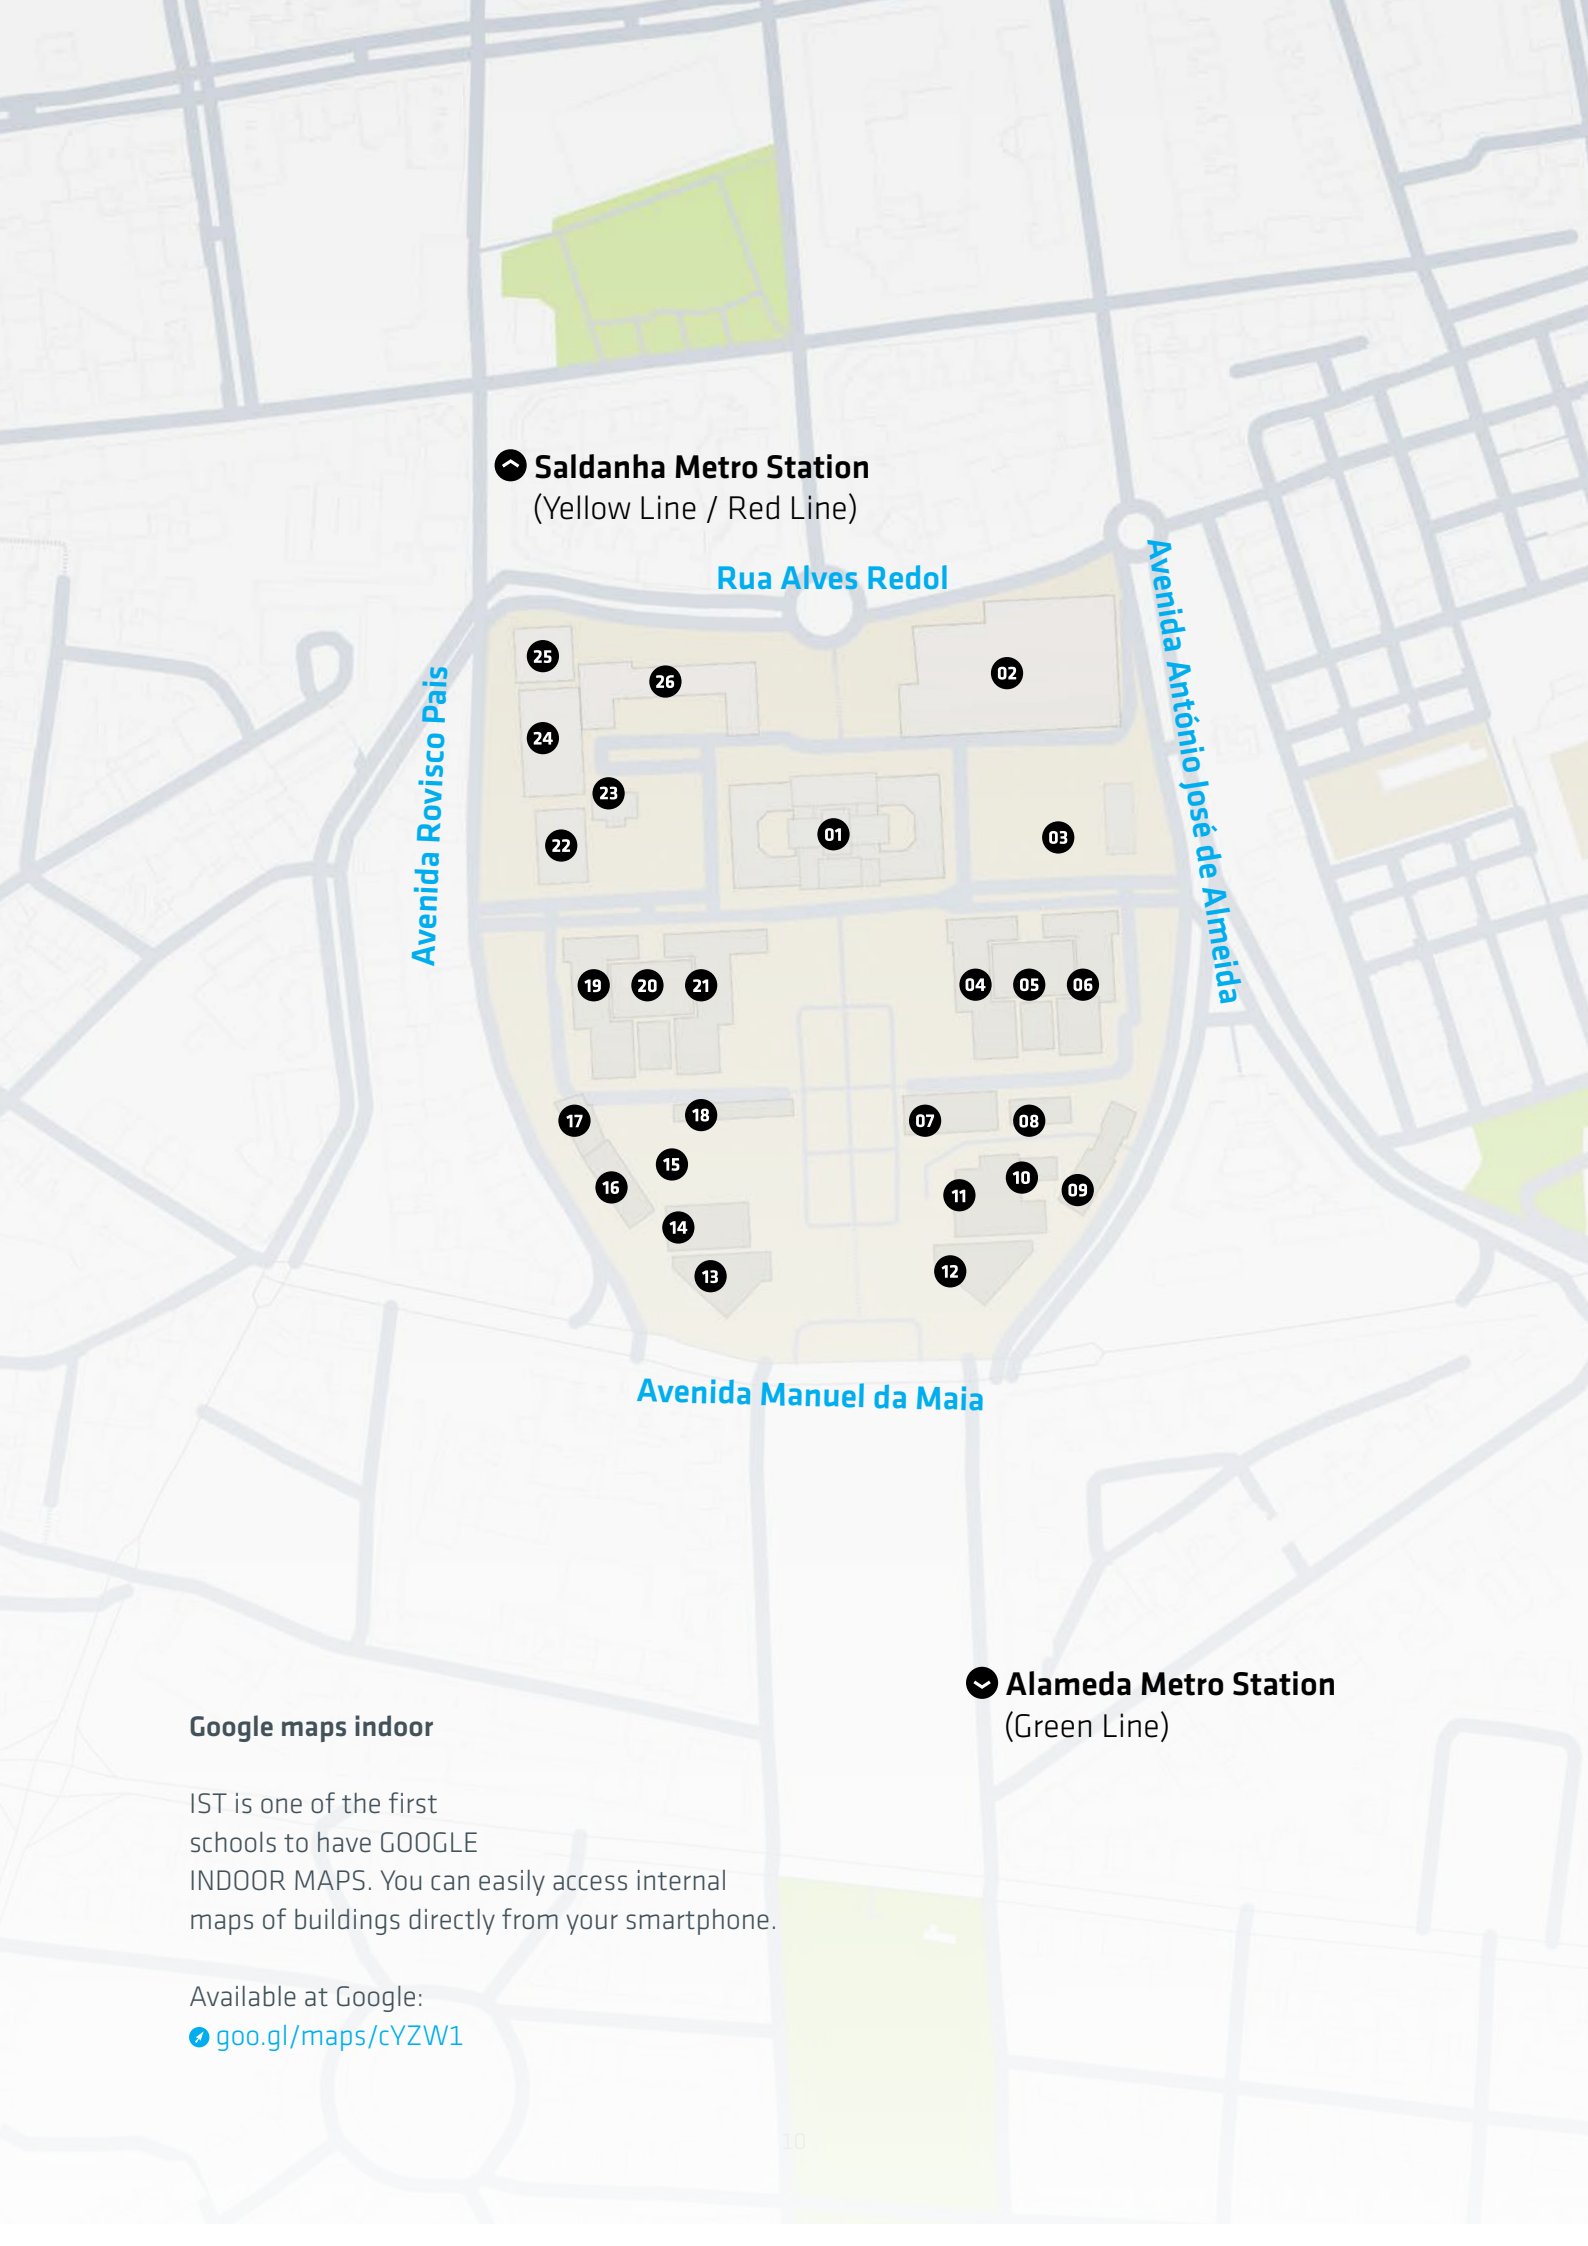 Saldanha Metro Station
(Yellow Line / Red Line)
Rua Alves Redol
Avenida António José de Almeida
Avenida Rovisco Pais
25
26
02
24
23
22
01
03
19
20
21
04
05
06
17
18
07
08
15
16
11
10
09
14
13
12
Avenida Manuel da Maia
Alameda Metro Station
(Green Line)
Google maps indoor
IST is one of the first
schools to have GOOGLE
INDOOR MAPS. You can easily access internal
maps of buildings directly from your smartphone.
Available at Google:
goo.gl/maps/cYZW1
10